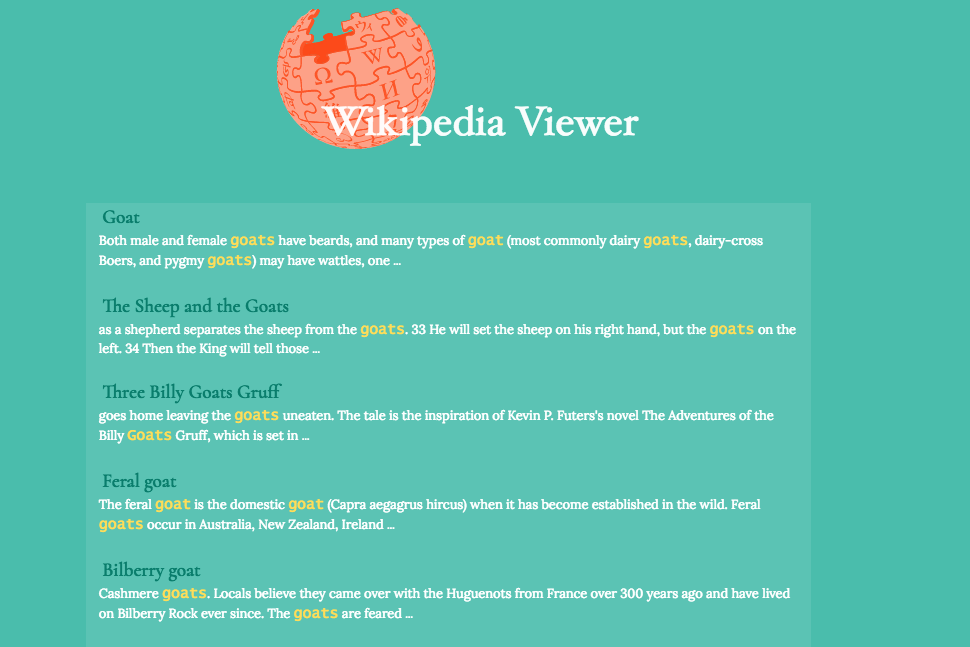 Ω W И
Wikipedia Viewer
Goat
Both male and female goats have beards, and many types of goat (most commonly dairy goats, dairy-cross
Boers, and pygmy goats) may have wattles, one ...
The Sheep and the Goats
as a shepherd separates the sheep from the goats. 33 He will set the sheep on his right hand, but the goats on the
left. 34 Then the King will tell those ...
Three Billy Goats Gruff
goes home leaving the goats uneaten. The tale is the inspiration of Kevin P. Futers's novel The Adventures of the
Billy Goats Gruff, which is set in ...
Feral goat
The feral goat is the domestic goat (Capra aegagrus hircus) when it has become established in the wild. Feral
goats occur in Australia, New Zealand, Ireland ...
Bilberry goat
Cashmere goats. Locals believe they came over with the Huguenots from France over 300 years ago and have lived
on Bilberry Rock ever since. The goats are feared ...